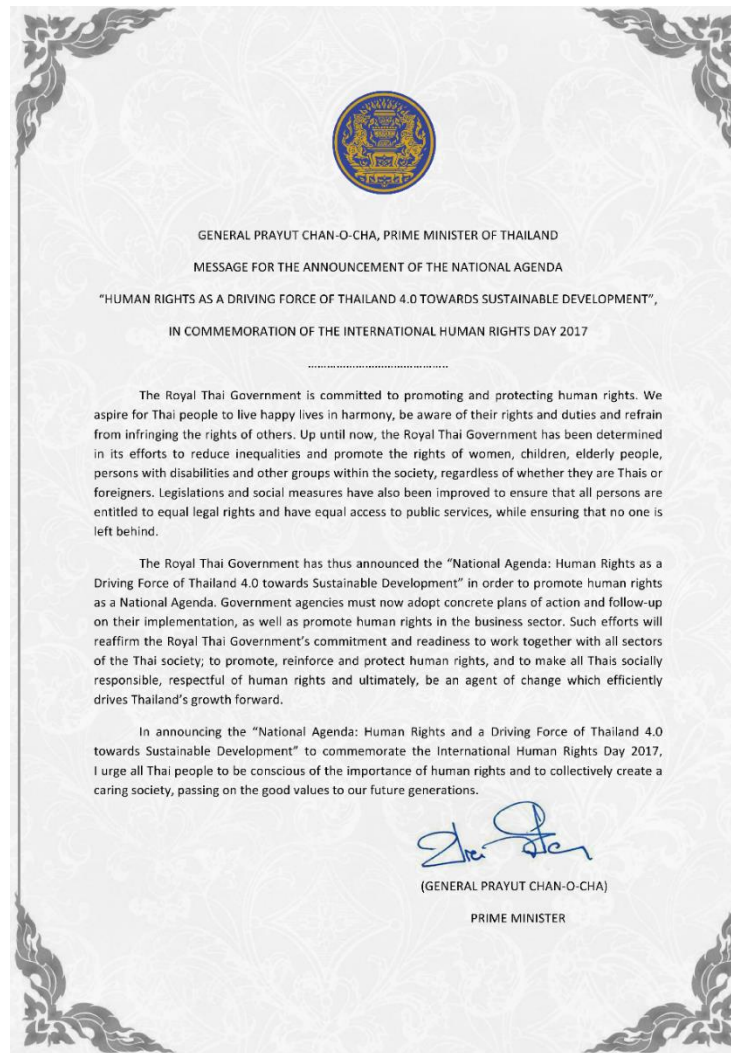 GENERAL PRAYUT CHAN-O-CHA, PRIME MINISTER OF THAILAND
MESSAGE FOR THE ANNOUNCEMENT OF THE NATIONAL AGENDA
“HUMAN RIGHTS AS A DRIVING FORCE OF THAILAND 4.0 TOWARDS SUSTAINABLE DEVELOPMENT”,
IN COMMEMORATION OF THE INTERNATIONAL HUMAN RIGHTS DAY 2017
............................................
The Royal Thai Government is committed to promoting and protecting human rights. We
aspire for Thai people to live happy lives in harmony, be aware of their rights and duties and refrain
from infringing the rights of others. Up until now, the Royal Thai Government has been determined
in its efforts to reduce inequalities and promote the rights of women, children, elderly people,
persons with disabilities and other groups within the society, regardless of whether they are Thais or
foreigners. Legislations and social measures have also been improved to ensure that all persons are
entitled to equal legal rights and have equal access to public services, while ensuring that no one is
left behind.
The Royal Thai Government has thus announced the “National Agenda: Human Rights as a
Driving Force of Thailand 4.0 towards Sustainable Development” in order to promote human rights
as a National Agenda. Government agencies must now adopt concrete plans of action and follow-up
on their implementation, as well as promote human rights in the business sector. Such efforts will
reaffirm the Royal Thai Government’s commitment and readiness to work together with all sectors
of the Thai society; to promote, reinforce and protect human rights, and to make all Thais socially
responsible, respectful of human rights and ultimately, be an agent of change which efficiently
drives Thailand’s growth forward.
In announcing the “National Agenda: Human Rights and a Driving Force of Thailand 4.0
towards Sustainable Development” to commemorate the International Human Rights Day 2017,
I urge all Thai people to be conscious of the importance of human rights and to collectively create a
caring society, passing on the good values to our future generations.
(GENERAL PRAYUT CHAN-O-CHA)
PRIME MINISTER